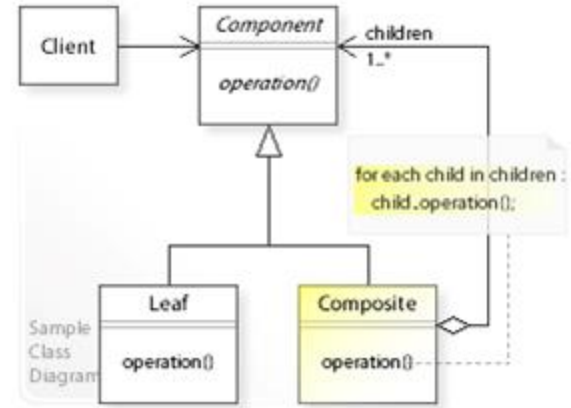 Client
Component
operation()
children
1..*
for each child in children :
child.operation();
Leaf
operation()
Composite
operation()
Sample
Class
Diagram